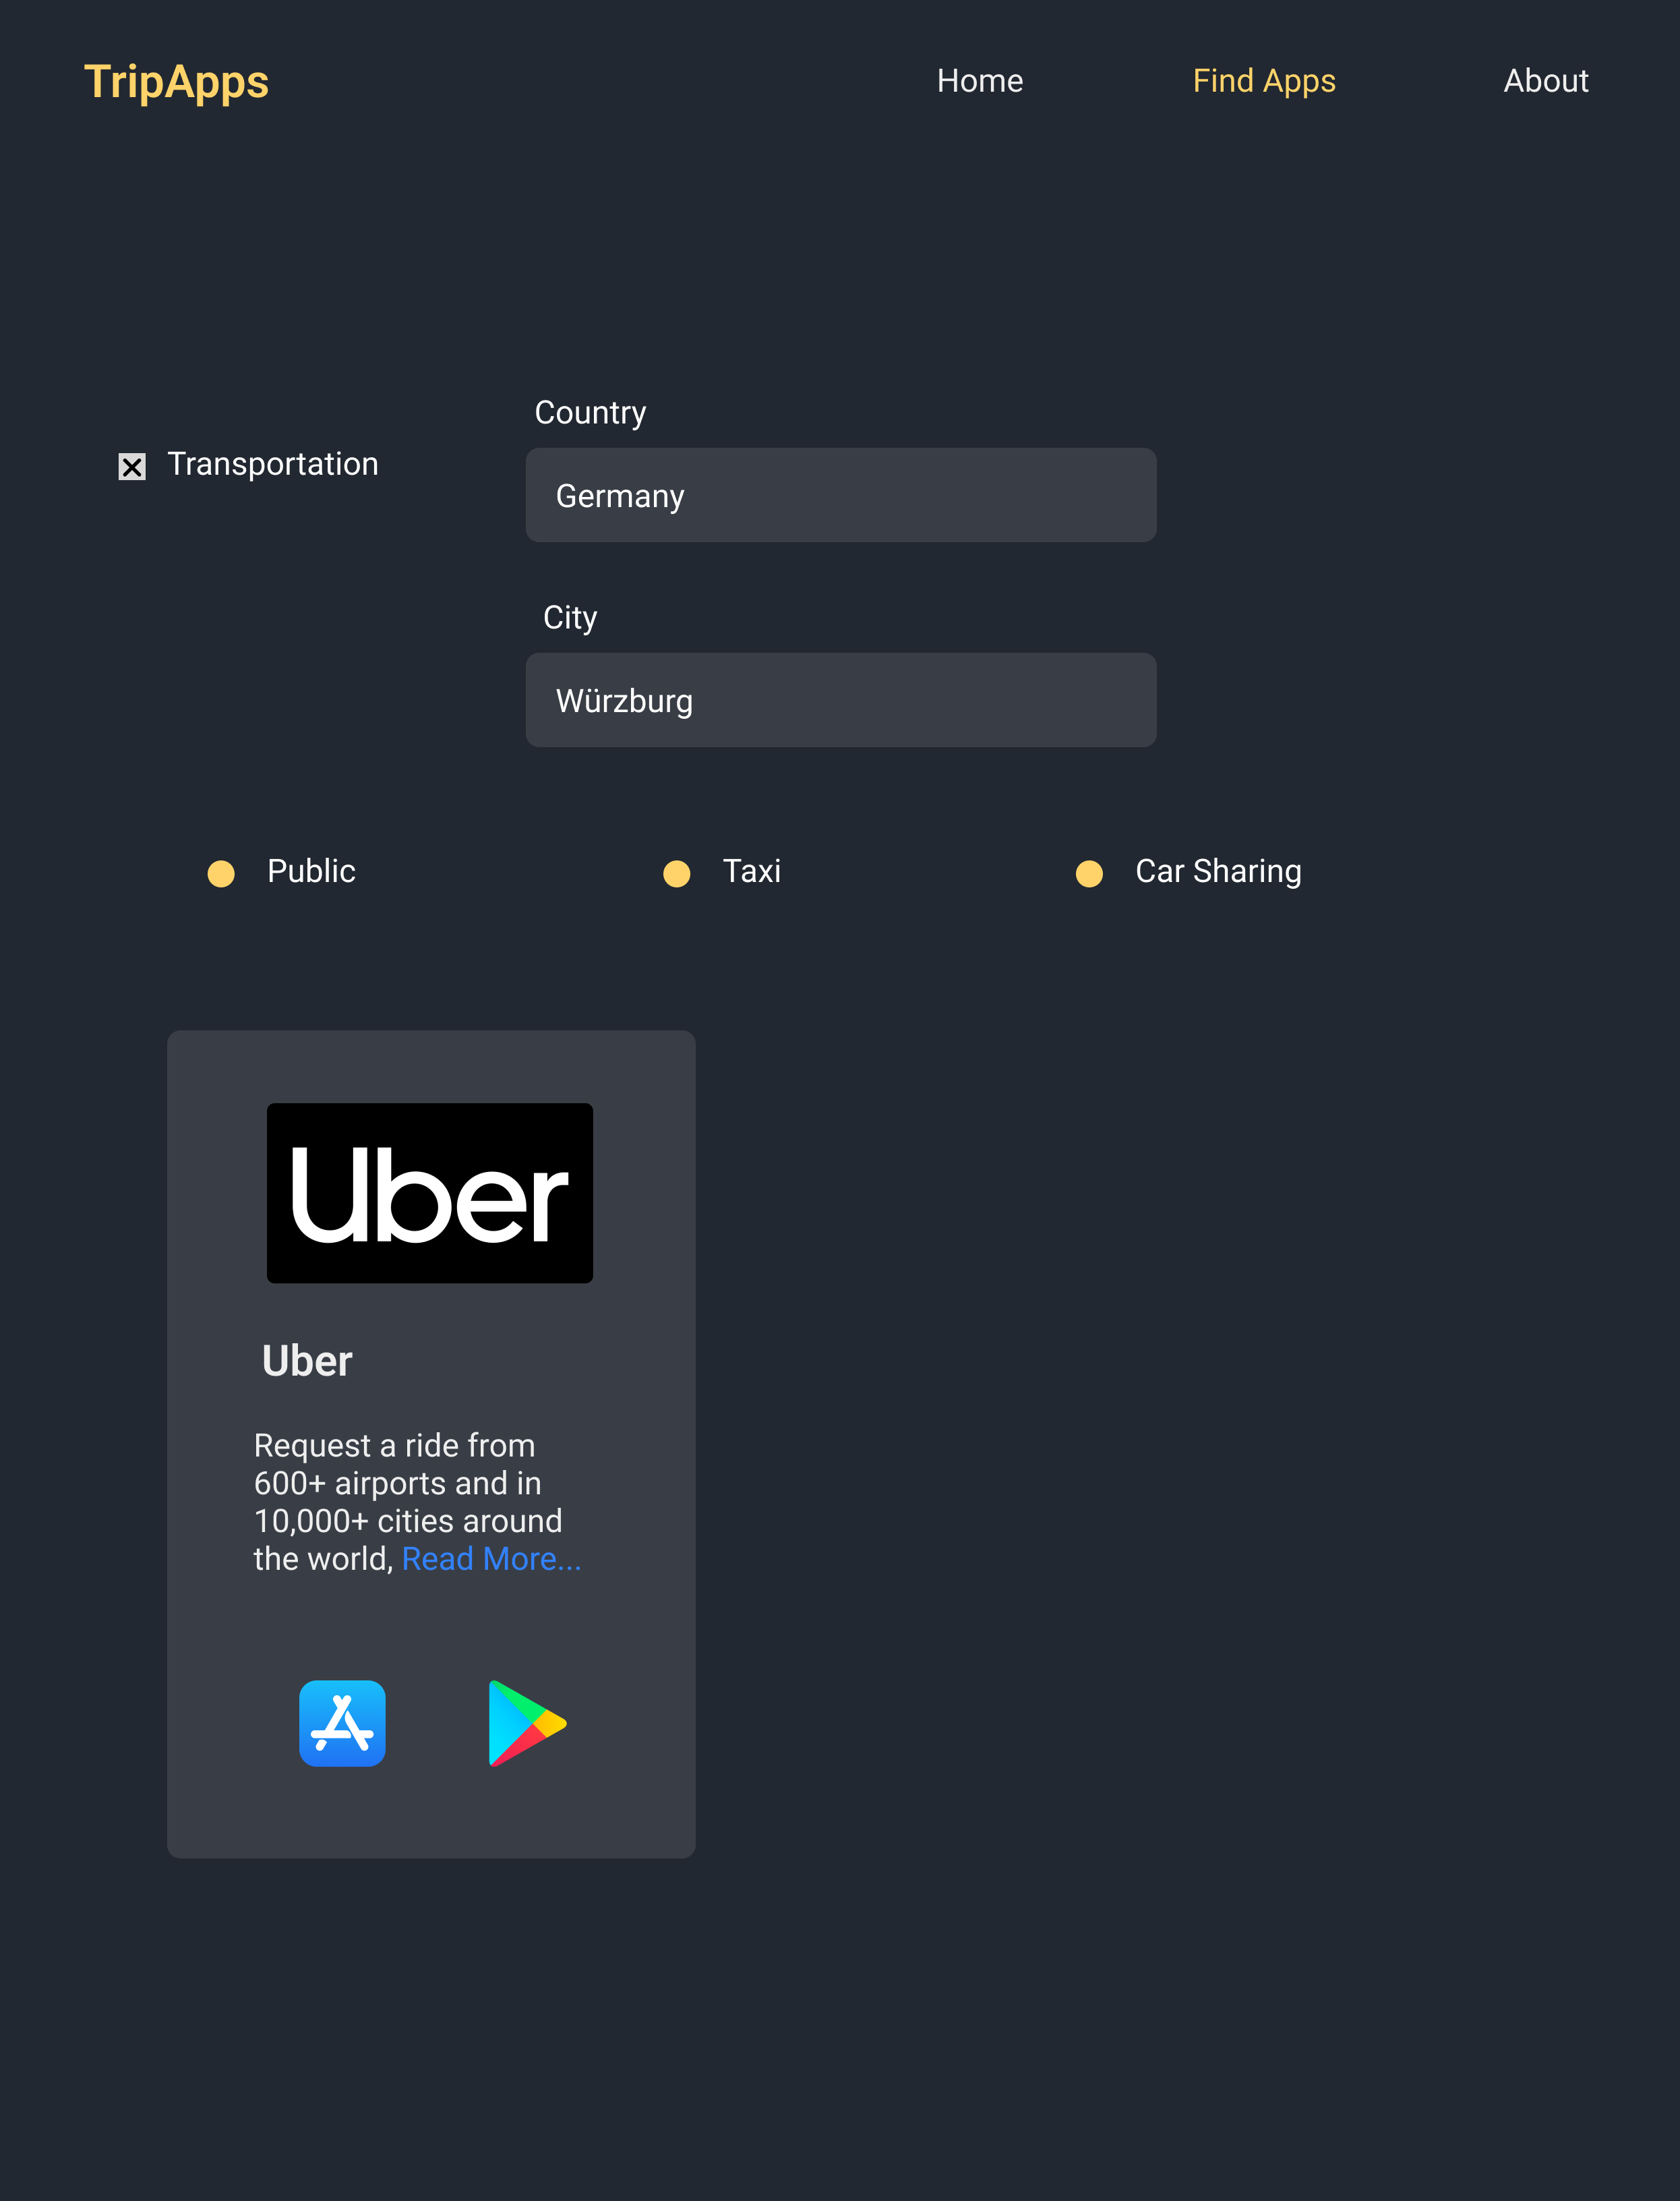 TripApps
Home
Find Apps
About
Country
Transportation
Germany
City
Würzburg
Public
Taxi
Car Sharing
Uber
Uber
Request a ride from
600+ airports and in
10,000+ cities around
the world, Read More...